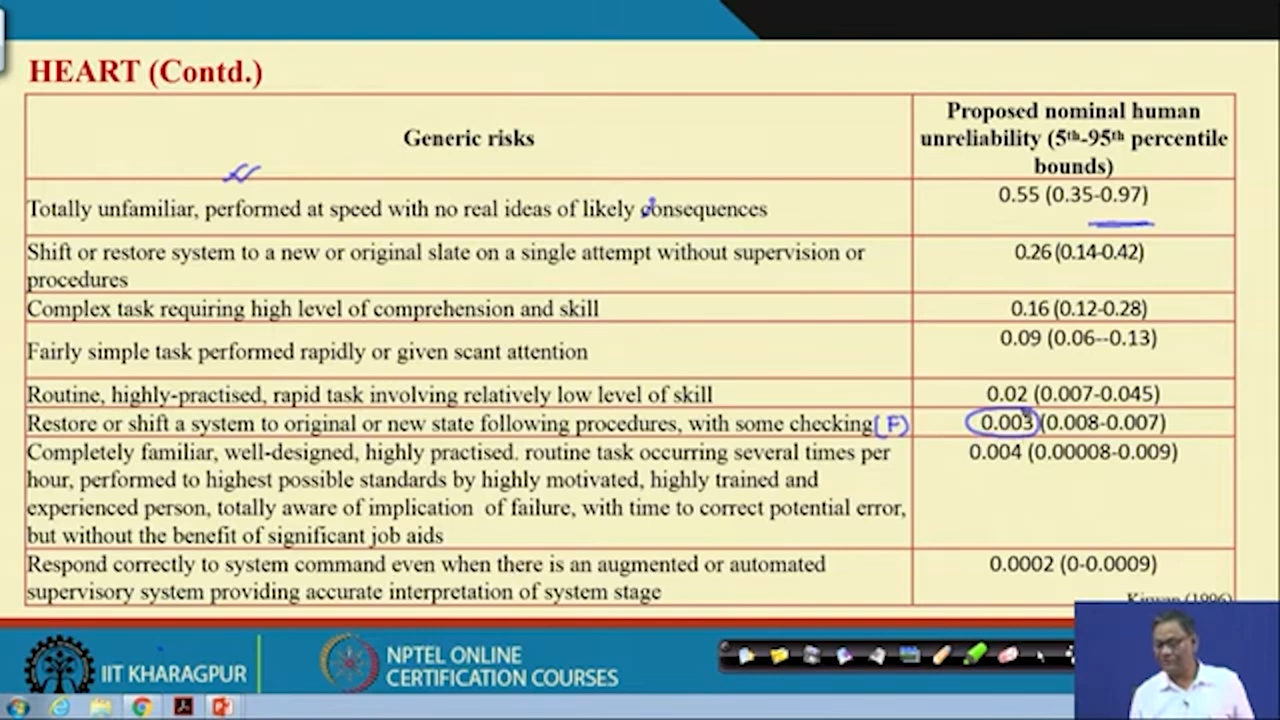 HEART (Contd.)
Generic risks
Proposed nominal human
unreliability (5th-95th percentile
bounds)
Totally unfamiliar, performed at speed with no real ideas of likely consequences
0.55 (0.35-0.97)
Shift or restore system to a new or original slate on a single attempt without supervision or
procedures
0.26 (0.14-0.42)
Complex task requiring high level of comprehension and skill
0.16 (0.12-0.28)
Fairly simple task performed rapidly or given scant attention
0.09 (0.06--0.13)
Routine, highly-practised, rapid task involving relatively low level of skill
0.02 (0.007-0.045)
Restore or shift a system to original or new state following procedures, with some checking (F)
0.003 (0.008-0.007)
Completely familiar, well-designed, highly practised. routine task occurring several times per
hour, performed to highest possible standards by highly motivated, highly trained and
experienced person, totally aware of implication of failure, with time to correct potential error,
but without the benefit of significant job aids
0.004 (0.00008-0.009)
Respond correctly to system command even when there is an augmented or automated
supervisory system providing accurate interpretation of system stage
0.0002 (0-0.0009)
Kirwan (1996)
IIT KHARAGPUR
NPTEL ONLINE
CERTIFICATION COURSES